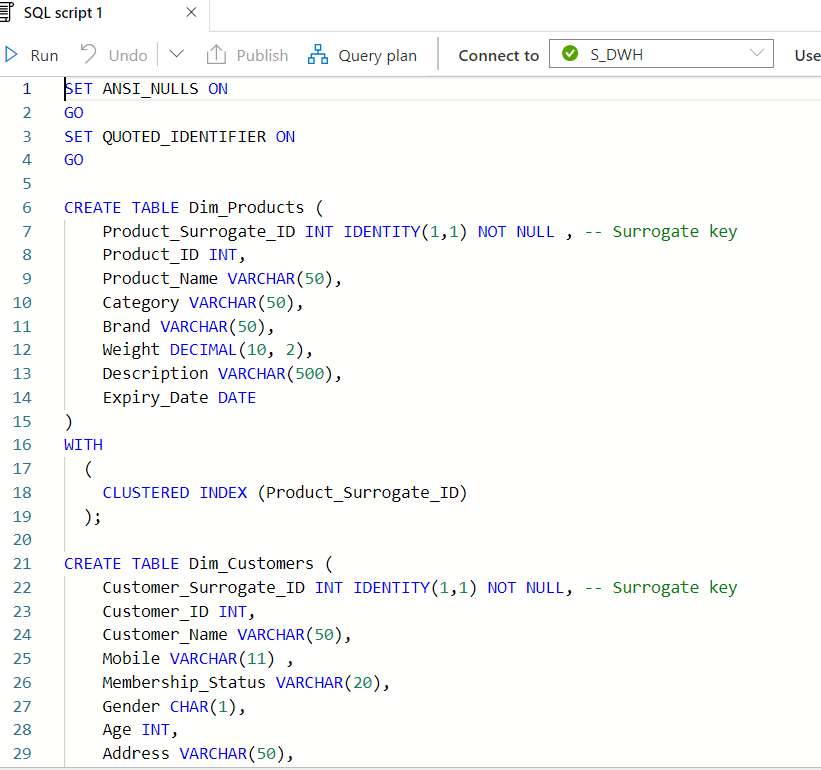 SQL script 1
Run Undo Publish Query plan Connect to S_DWH Use
1 SET ANSI_NULLS ON
2 GO
3 SET QUOTED_IDENTIFIER ON
4 GO
5
6 CREATE TABLE Dim_Products (
7 Product_Surrogate_ID INT IDENTITY(1,1) NOT NULL , -- Surrogate key
8 Product_ID INT,
9 Product_Name VARCHAR(50),
10 Category VARCHAR(50),
11 Brand VARCHAR(50),
12 Weight DECIMAL(10, 2),
13 Description VARCHAR(500),
14 Expiry_Date DATE
15 )
16 WITH
17 (
18 CLUSTERED INDEX (Product_Surrogate_ID)
19 );
20
21 CREATE TABLE Dim_Customers (
22 Customer_Surrogate_ID INT IDENTITY(1,1) NOT NULL, -- Surrogate key
23 Customer_ID INT,
24 Customer_Name VARCHAR(50),
25 Mobile VARCHAR(11) ,
26 Membership_Status VARCHAR(20),
27 Gender CHAR(1),
28 Age INT,
29 Address VARCHAR(50),